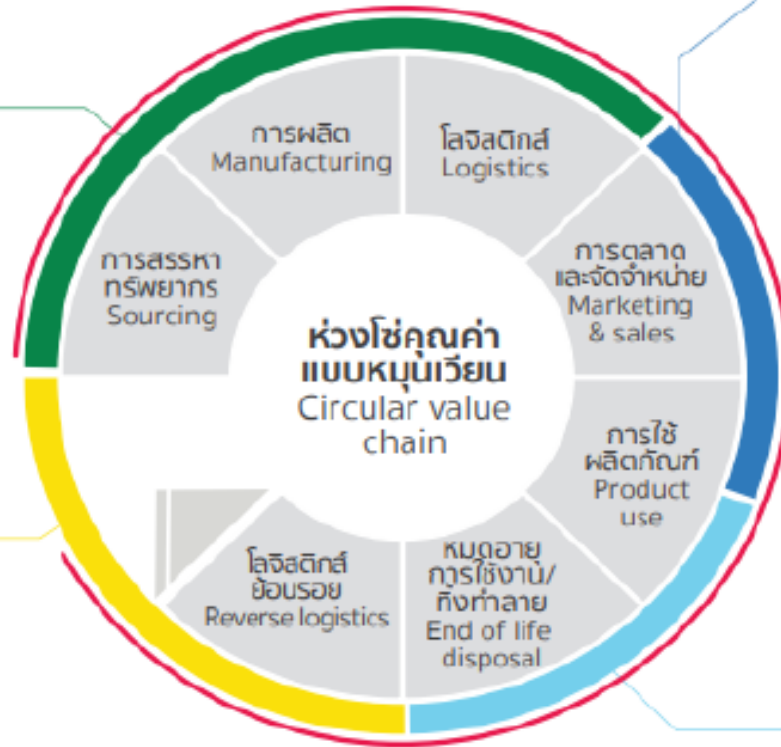 การผลิต
Manufacturing
โลจิสติกส์
Logistics
การสรรหา
ทรัพยากร
Sourcing
การตลาด
และจัดจำหน่าย
Marketing
& sales
ห่วงโซ่คุณค่า
แบบหมุนเวียน
Circular value
chain
การใช้
ผลิตภัณฑ์
Product
use
หมดอายุ
การใช้งาน/
ทิ้งทำลาย
End of life
disposal
โลจิสติกส์
ย้อนรอย
Reverse logistics